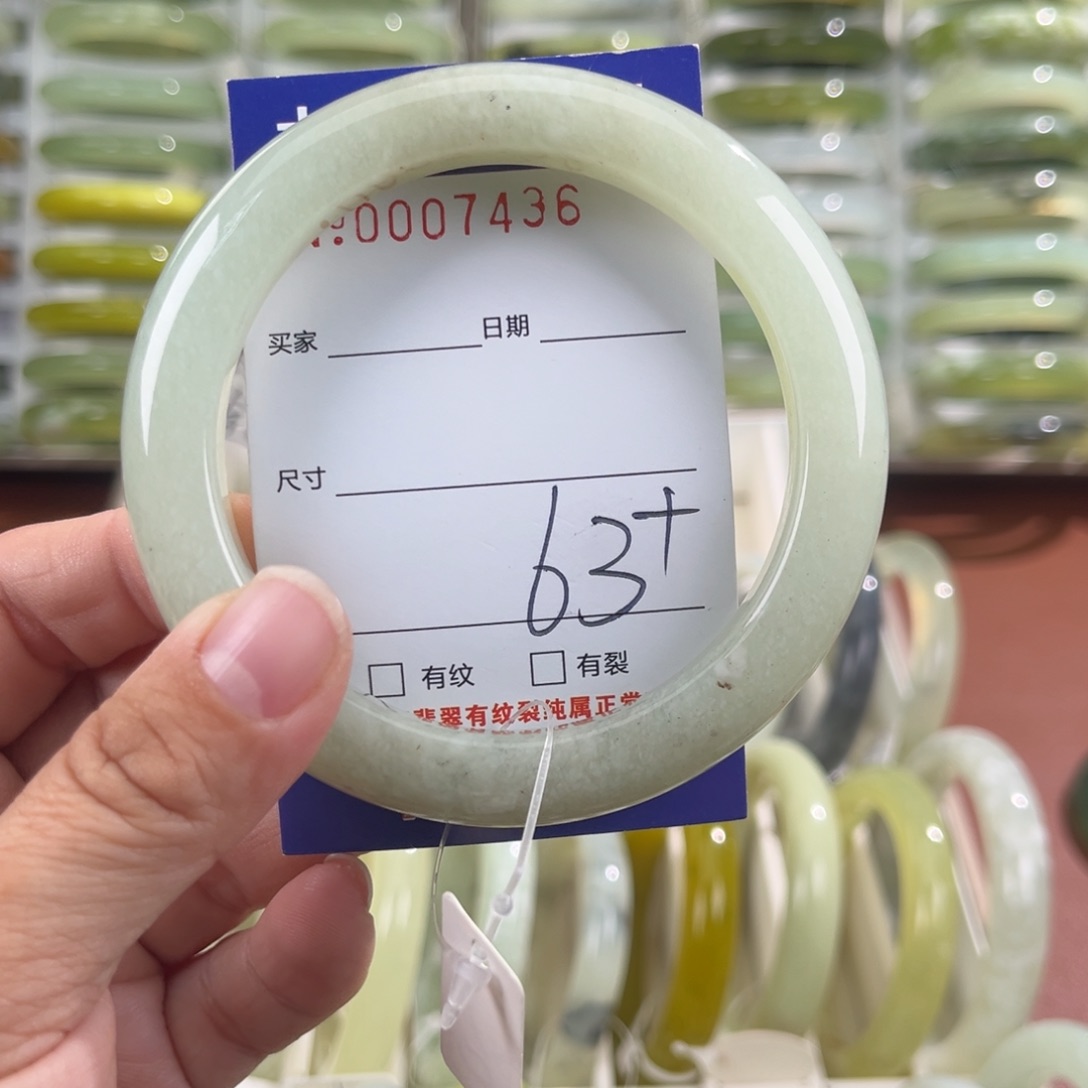 №0007436
买家 日期
尺寸
63+
有纹 有裂
翡翠有纹裂纯属正常